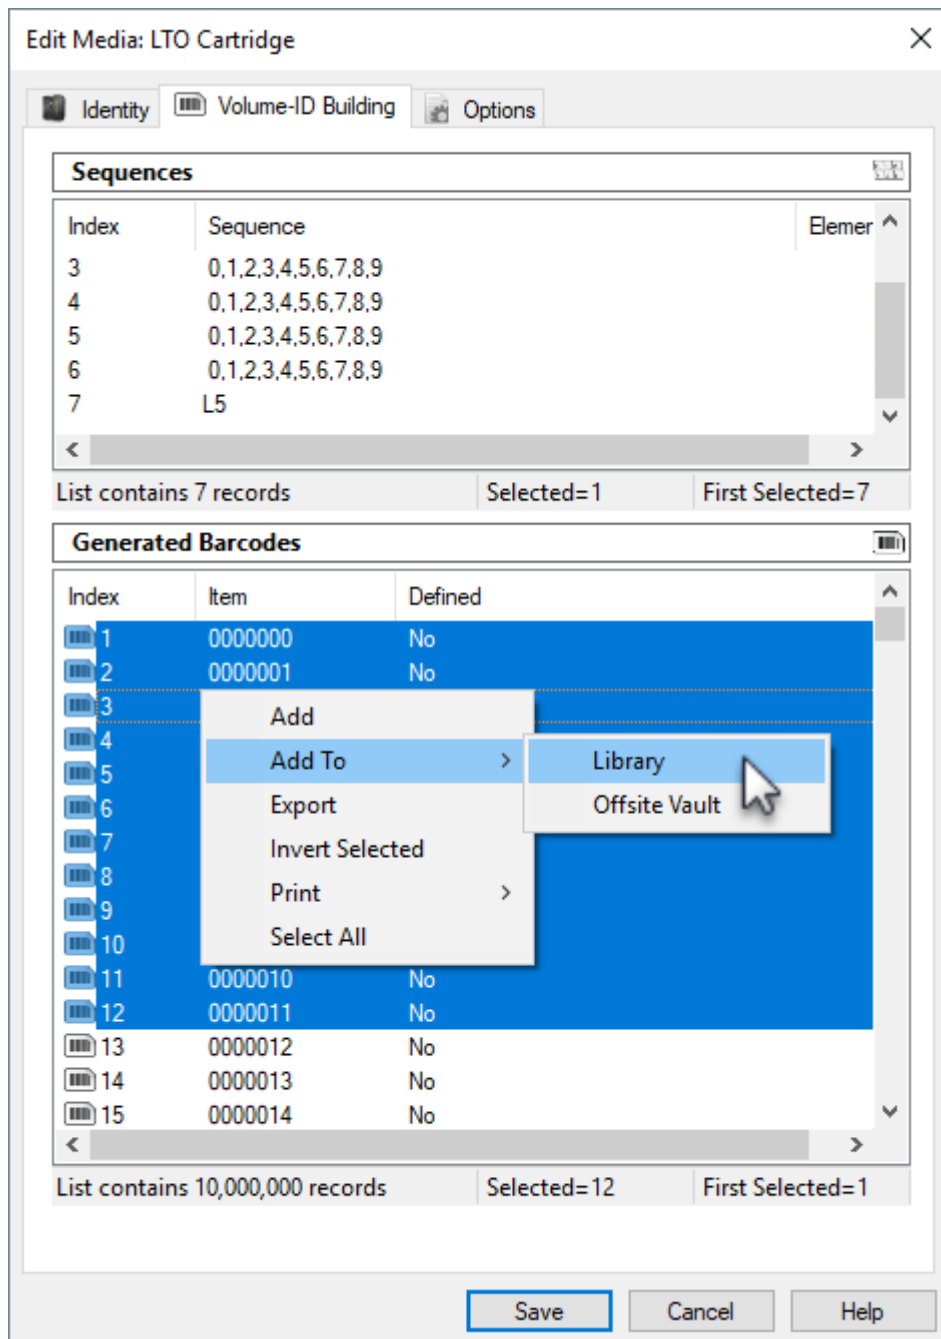 Edit Media: LTO Cartridge
Identity Volume-ID Building Options
Sequences
Index Sequence Elemer
3 0,1,2,3,4,5,6,7,8,9
4 0,1,2,3,4,5,6,7,8,9
5 0,1,2,3,4,5,6,7,8,9
6 0,1,2,3,4,5,6,7,8,9
7 L5
List contains 7 records Selected=1 First Selected=7
Generated Barcodes
Index Item Defined
1 0000000 No
2 0000001 No
3 Add
4 Add To > Library
5 Offsite Vault
6 Export
7 Invert Selected
8 Print >
9 Select All
10
11 0000010 No
12 0000011 No
13 0000012 No
14 0000013 No
15 0000014 No
List contains 10,000,000 records Selected=12 First Selected=1
Save Cancel Help